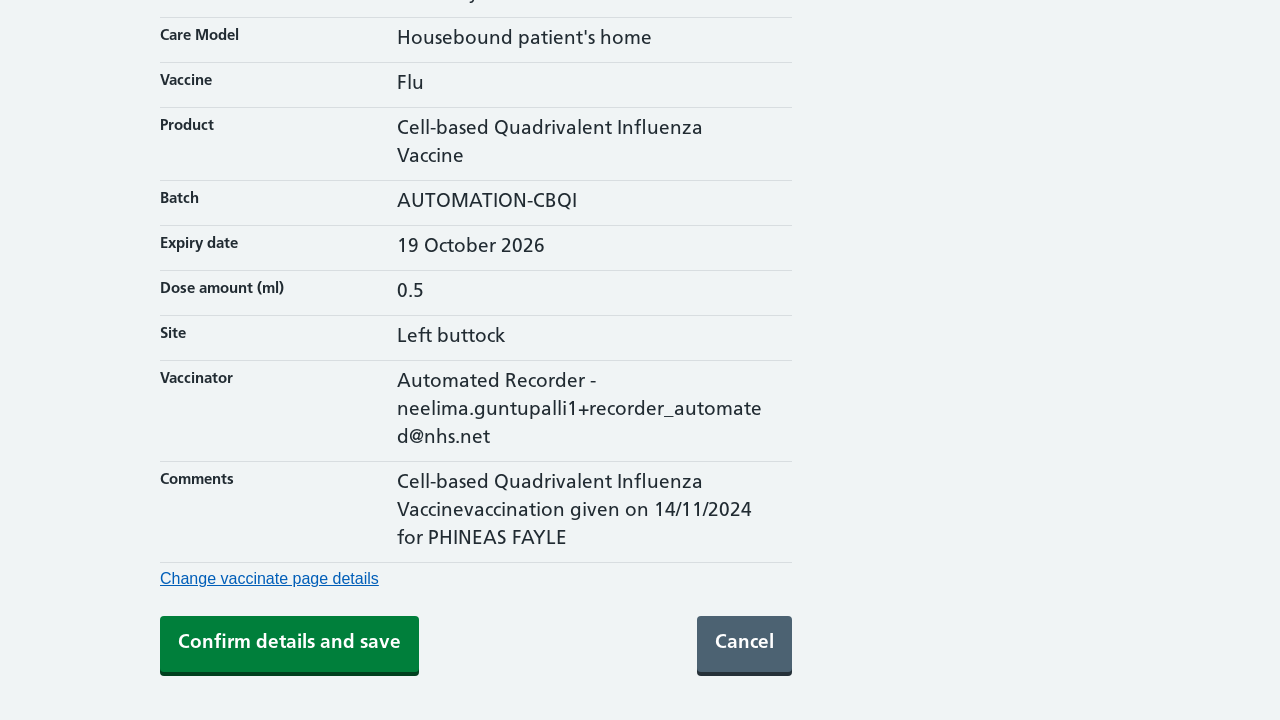 Care Model
Housebound patient's home
Vaccine
Flu
Product
Cell-based Quadrivalent Influenza
Vaccine
Batch
AUTOMATION-CBQI
Expiry date
19 October 2026
Dose amount (ml)
0.5
Site
Left buttock
Vaccinator
Automated Recorder -
neelima.guntupalli1+recorder_automate
d@nhs.net
Comments
Cell-based Quadrivalent Influenza
Vaccinevaccination given on 14/11/2024
for PHINEAS FAYLE
Change vaccinate page details
Confirm details and save
Cancel